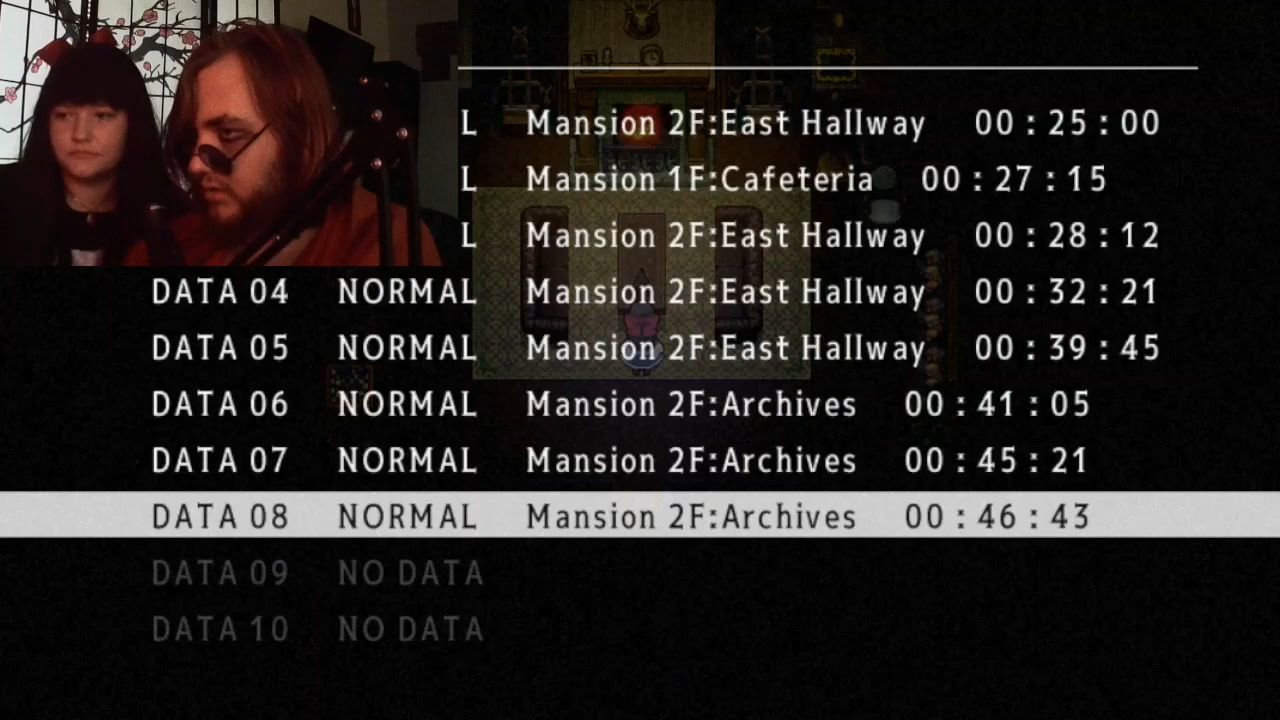 L Mansion 2F:East Hallway 00:25:00
L Mansion 1F:Cafeteria 00:27:15
L Mansion 2F:East Hallway 00:28:12
DATA 04 NORMAL Mansion 2F:East Hallway 00:32:21
DATA 05 NORMAL Mansion 2F:East Hallway 00:39:45
DATA 06 NORMAL Mansion 2F:Archives 00:41:05
DATA 07 NORMAL Mansion 2F:Archives 00:45:21
DATA 08 NORMAL Mansion 2F:Archives 00:46:43
DATA 09 NO DATA
DATA 10 NO DATA